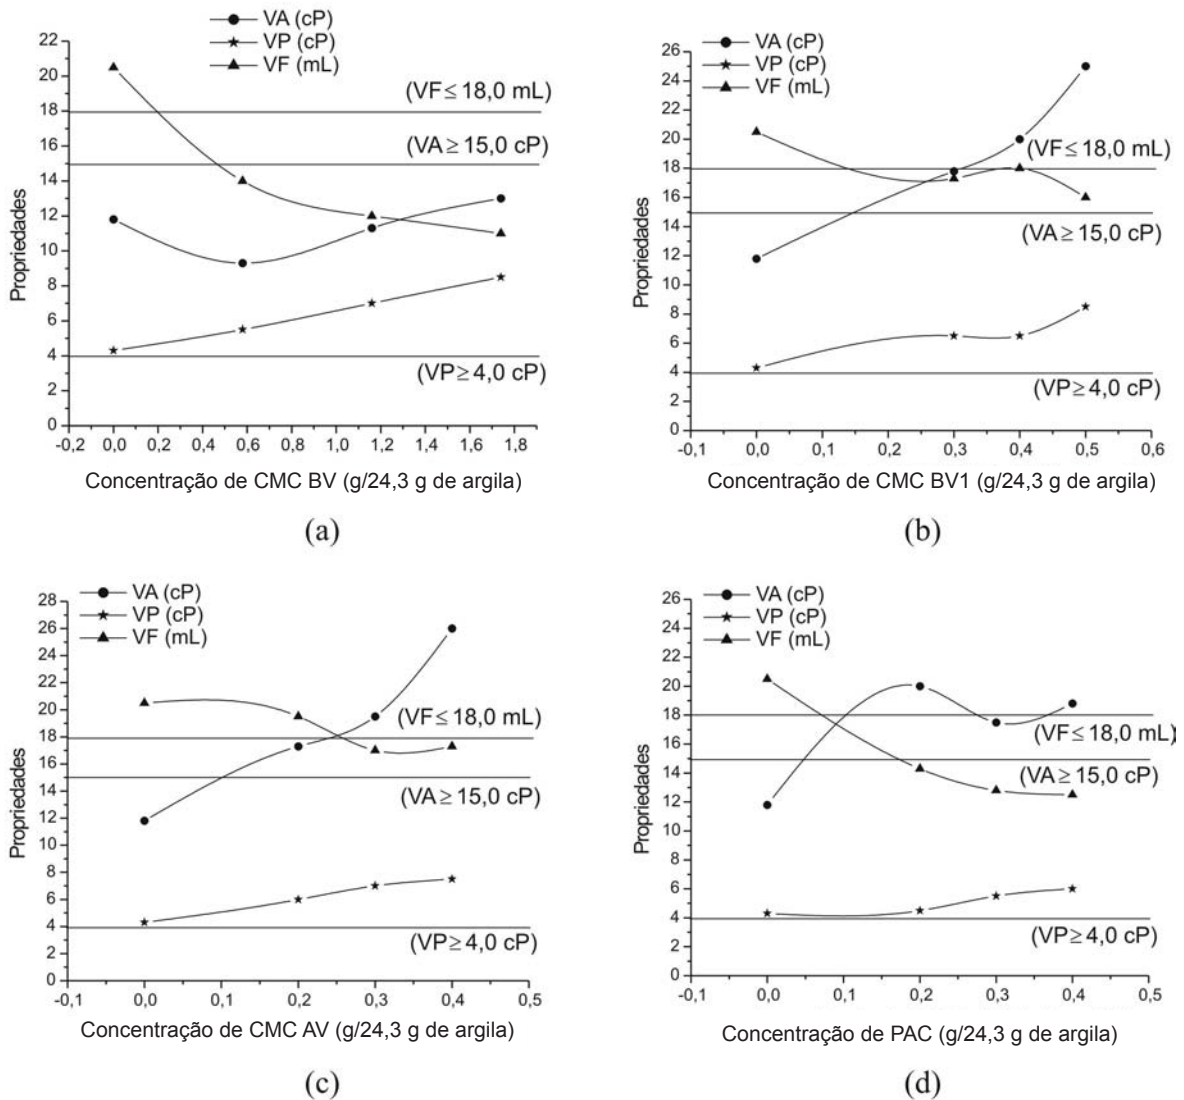 VA (cP)
VP (cP)
VF (mL)
22
20
18
16
14
12
10
8
6
4
2
0
Propriedades
(VF ≤ 18,0 mL)
(VA ≥ 15,0 cP)
(VP ≥ 4,0 cP)
-0,2 0,0 0,2 0,4 0,6 0,8 1,0 1,2 1,4 1,6 1,8
Concentração de CMC BV (g/24,3 g de argila)
(a)
VA (cP)
VP (cP)
VF (mL)
26
24
22
20
18
16
14
12
10
8
6
4
2
0
Propriedades
(VF ≤ 18,0 mL)
(VA ≥ 15,0 cP)
(VP ≥ 4,0 cP)
-0,1 0,0 0,1 0,2 0,3 0,4 0,5 0,6
Concentração de CMC BV1 (g/24,3 g de argila)
(b)
VA (cP)
VP (cP)
VF (mL)
28
26
24
22
20
18
16
14
12
10
8
6
4
2
0
Propriedades
(VF ≤ 18,0 mL)
(VA ≥ 15,0 cP)
(VP ≥ 4,0 cP)
-0,1 0,0 0,1 0,2 0,3 0,4 0,5
Concentração de CMC AV (g/24,3 g de argila)
(c)
VA (cP)
VP (cP)
VF (mL)
26
24
22
20
18
16
14
12
10
8
6
4
2
0
Propriedades
(VF ≤ 18,0 mL)
(VA ≥ 15,0 cP)
(VP ≥ 4,0 cP)
-0,1 0,0 0,1 0,2 0,3 0,4 0,5
Concentração de PAC (g/24,3 g de argila)
(d)